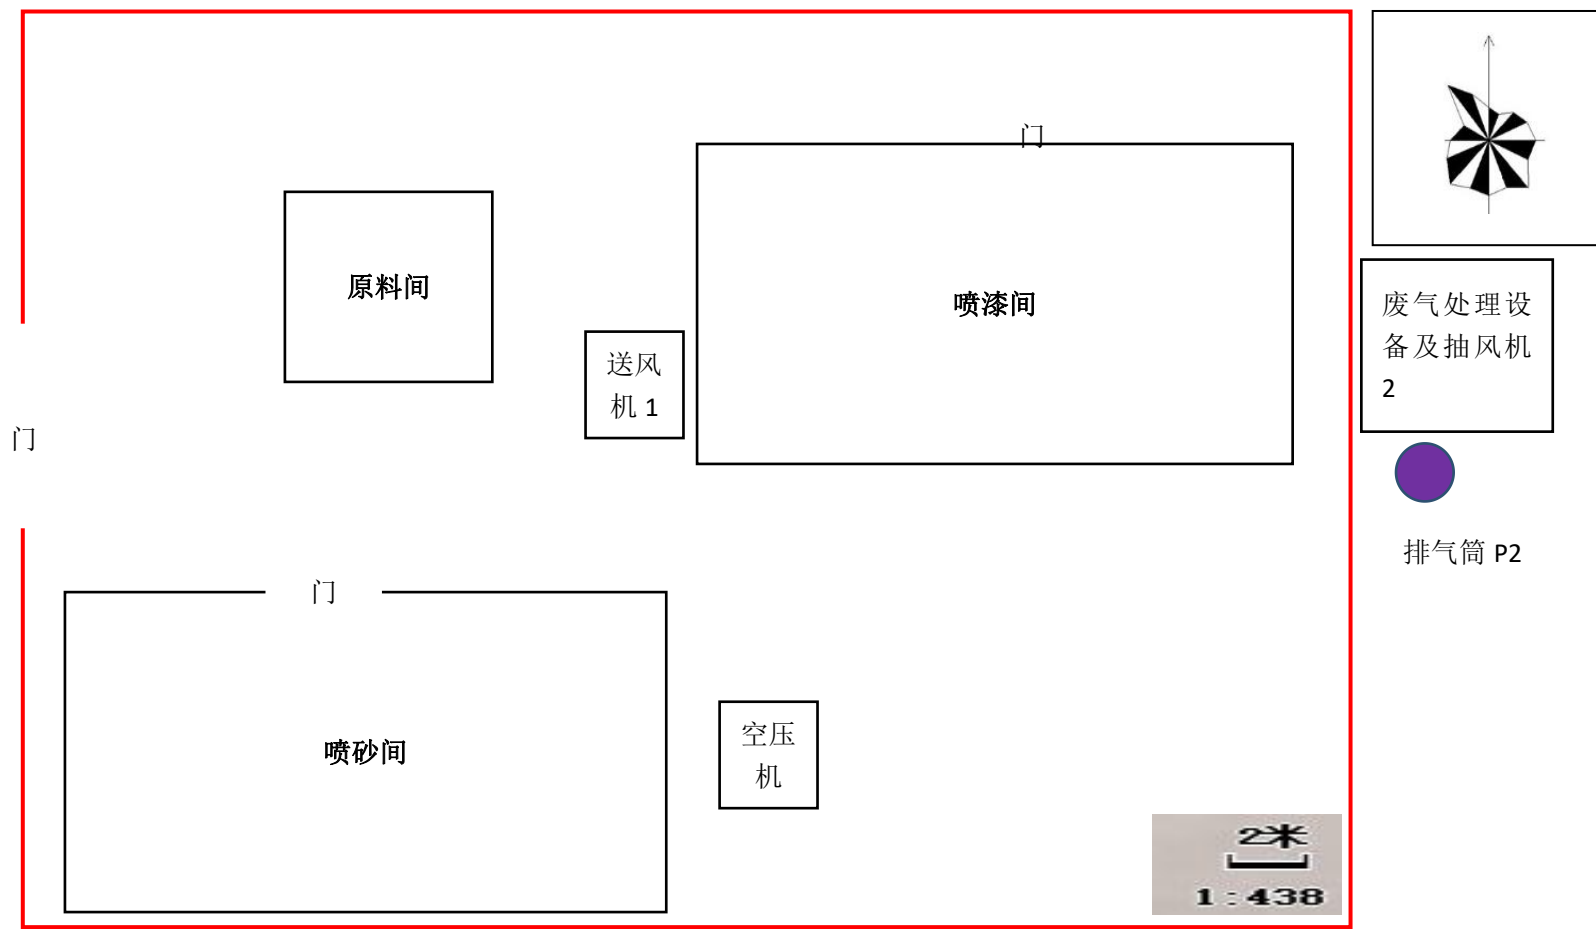 门
原料间
喷漆间
废气处理设
备及抽风机
2
送风
机 1
门
排气筒 P2
门
喷砂间
空压
机
2米
1:438